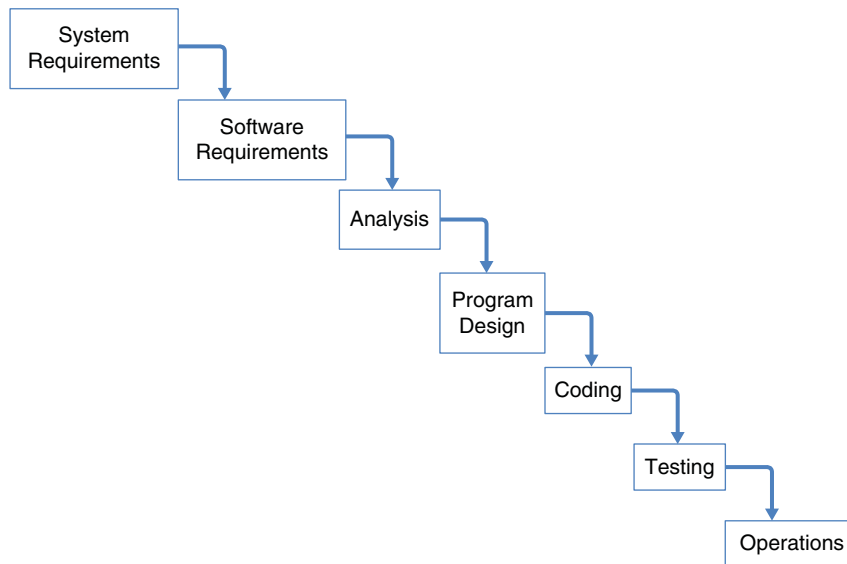 System
Requirements
Software
Requirements
Analysis
Program
Design
Coding
Testing
Operations